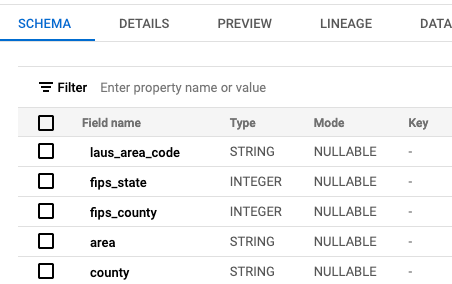 SCHEMA DETAILS PREVIEW LINEAGE DATA
Filter Enter property name or value
Field name Type Mode Key
laus_area_code STRING NULLABLE -
fips_state INTEGER NULLABLE -
fips_county INTEGER NULLABLE -
area STRING NULLABLE -
county STRING NULLABLE -